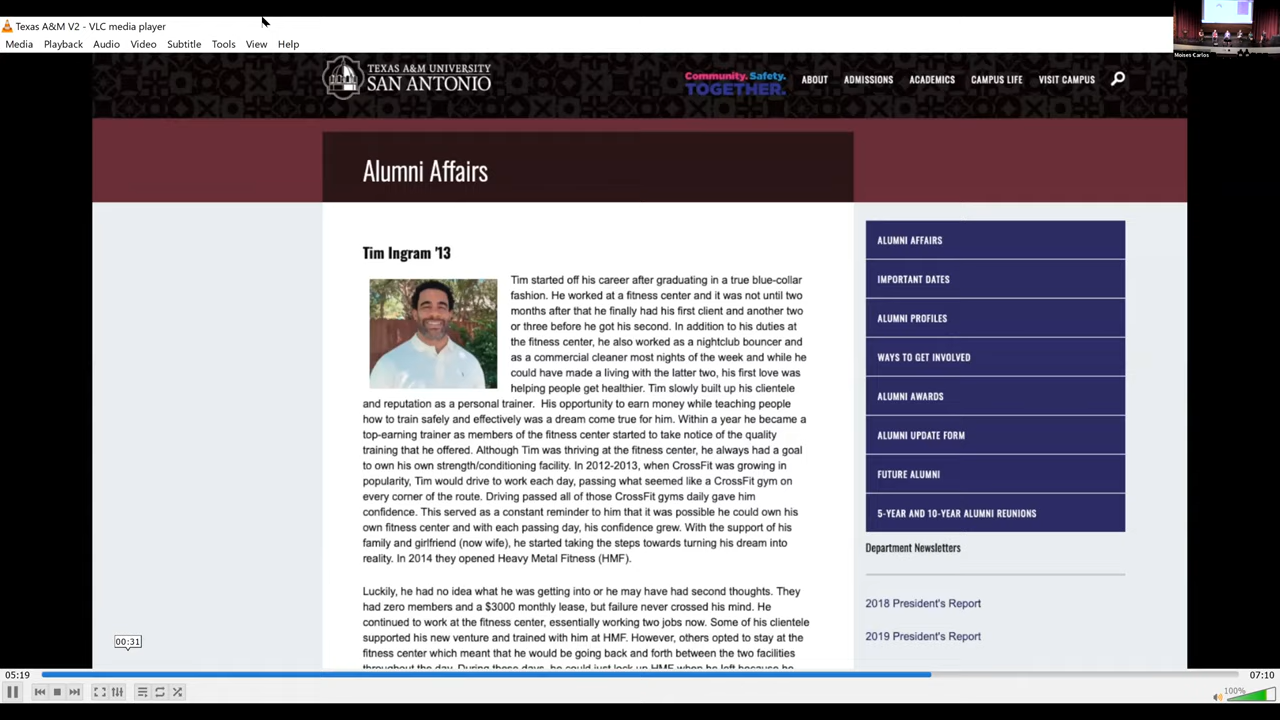 Texas A&M V2 - VLC media player
Media Playback Audio Video Subtitle Tools View Help
Moises Carlos
TEXAS A&M UNIVERSITY
SAN ANTONIO
Community. Safety.
TOGETHER.
ABOUT ADMISSIONS ACADEMICS CAMPUS LIFE VISIT CAMPUS
Alumni Affairs
Tim Ingram '13
Tim started off his career after graduating in a true blue-collar
fashion. He worked at a fitness center and it was not until two
months after that he finally had his first client and another two
or three before he got his second. In addition to his duties at
the fitness center, he also worked as a nightclub bouncer and
as a commercial cleaner most nights of the week and while he
could have made a living with the latter two, his first love was
helping people get healthier. Tim slowly built up his clientele
and reputation as a personal trainer. His opportunity to earn money while teaching people
how to train safely and effectively was a dream come true for him. Within a year he became a
top-earning trainer as members of the fitness center started to take notice of the quality
training that he offered. Although Tim was thriving at the fitness center, he always had a goal
to own his own strength/conditioning facility. In 2012-2013, when CrossFit was growing in
popularity, Tim would drive to work each day, passing what seemed like a CrossFit gym on
every corner of the route. Driving passed all of those CrossFit gyms daily gave him
confidence. This served as a constant reminder to him that it was possible he could own his
own fitness center and with each passing day, his confidence grew. With the support of his
family and girlfriend (now wife), he started taking the steps towards turning his dream into
reality. In 2014 they opened Heavy Metal Fitness (HMF).
Luckily, he had no idea what he was getting into or he may have had second thoughts. They
had zero members and a $3000 monthly lease, but failure never crossed his mind. He
continued to work at the fitness center, essentially working two jobs now. Some of his clientele
supported his new venture and trained with him at HMF. However, others opted to stay at the
fitness center which meant that he would be going back and forth between the two facilities
throughout the day. During these days, he could just lock up HMF when he left because he
ALUMNI AFFAIRS
IMPORTANT DATES
ALUMNI PROFILES
WAYS TO GET INVOLVED
ALUMNI AWARDS
ALUMNI UPDATE FORM
FUTURE ALUMNI
5-YEAR AND 10-YEAR ALUMNI REUNIONS
Department Newsletters
2018 President's Report
2019 President's Report
00:31
05:19
07:10
100%